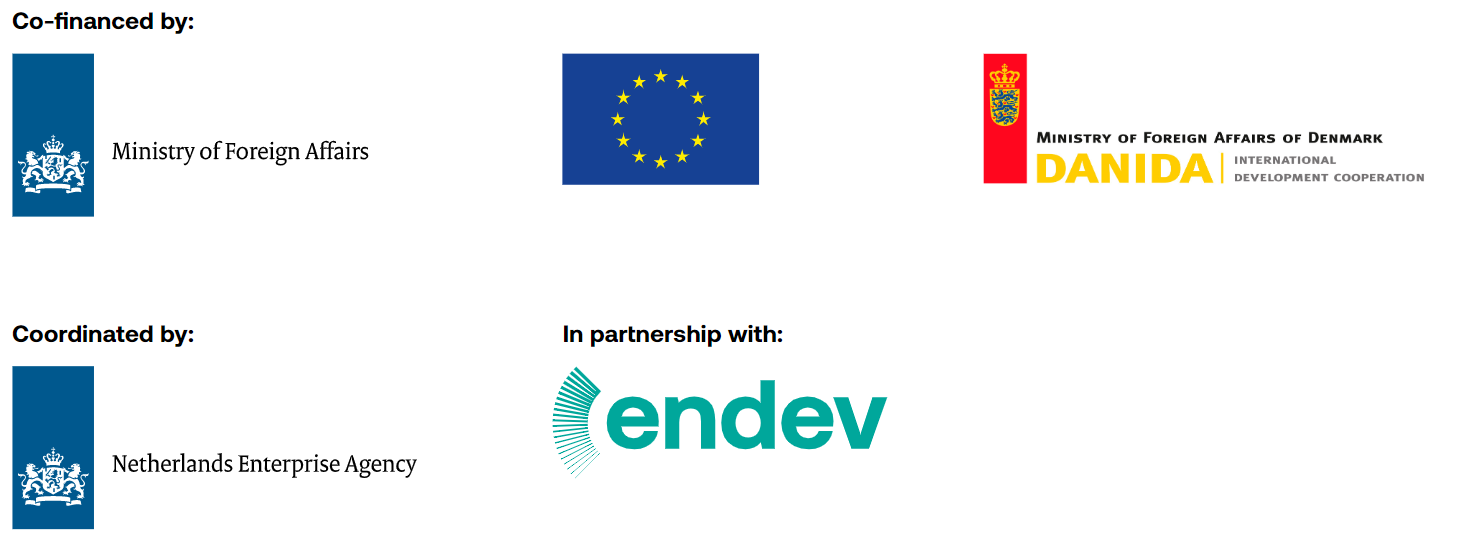 Co-financed by:
Ministry of Foreign Affairs
Ministry of Foreign Affairs of Denmark
DANIDA
INTERNATIONAL
DEVELOPMENT COOPERATION
Coordinated by:
Netherlands Enterprise Agency
In partnership with:
endev